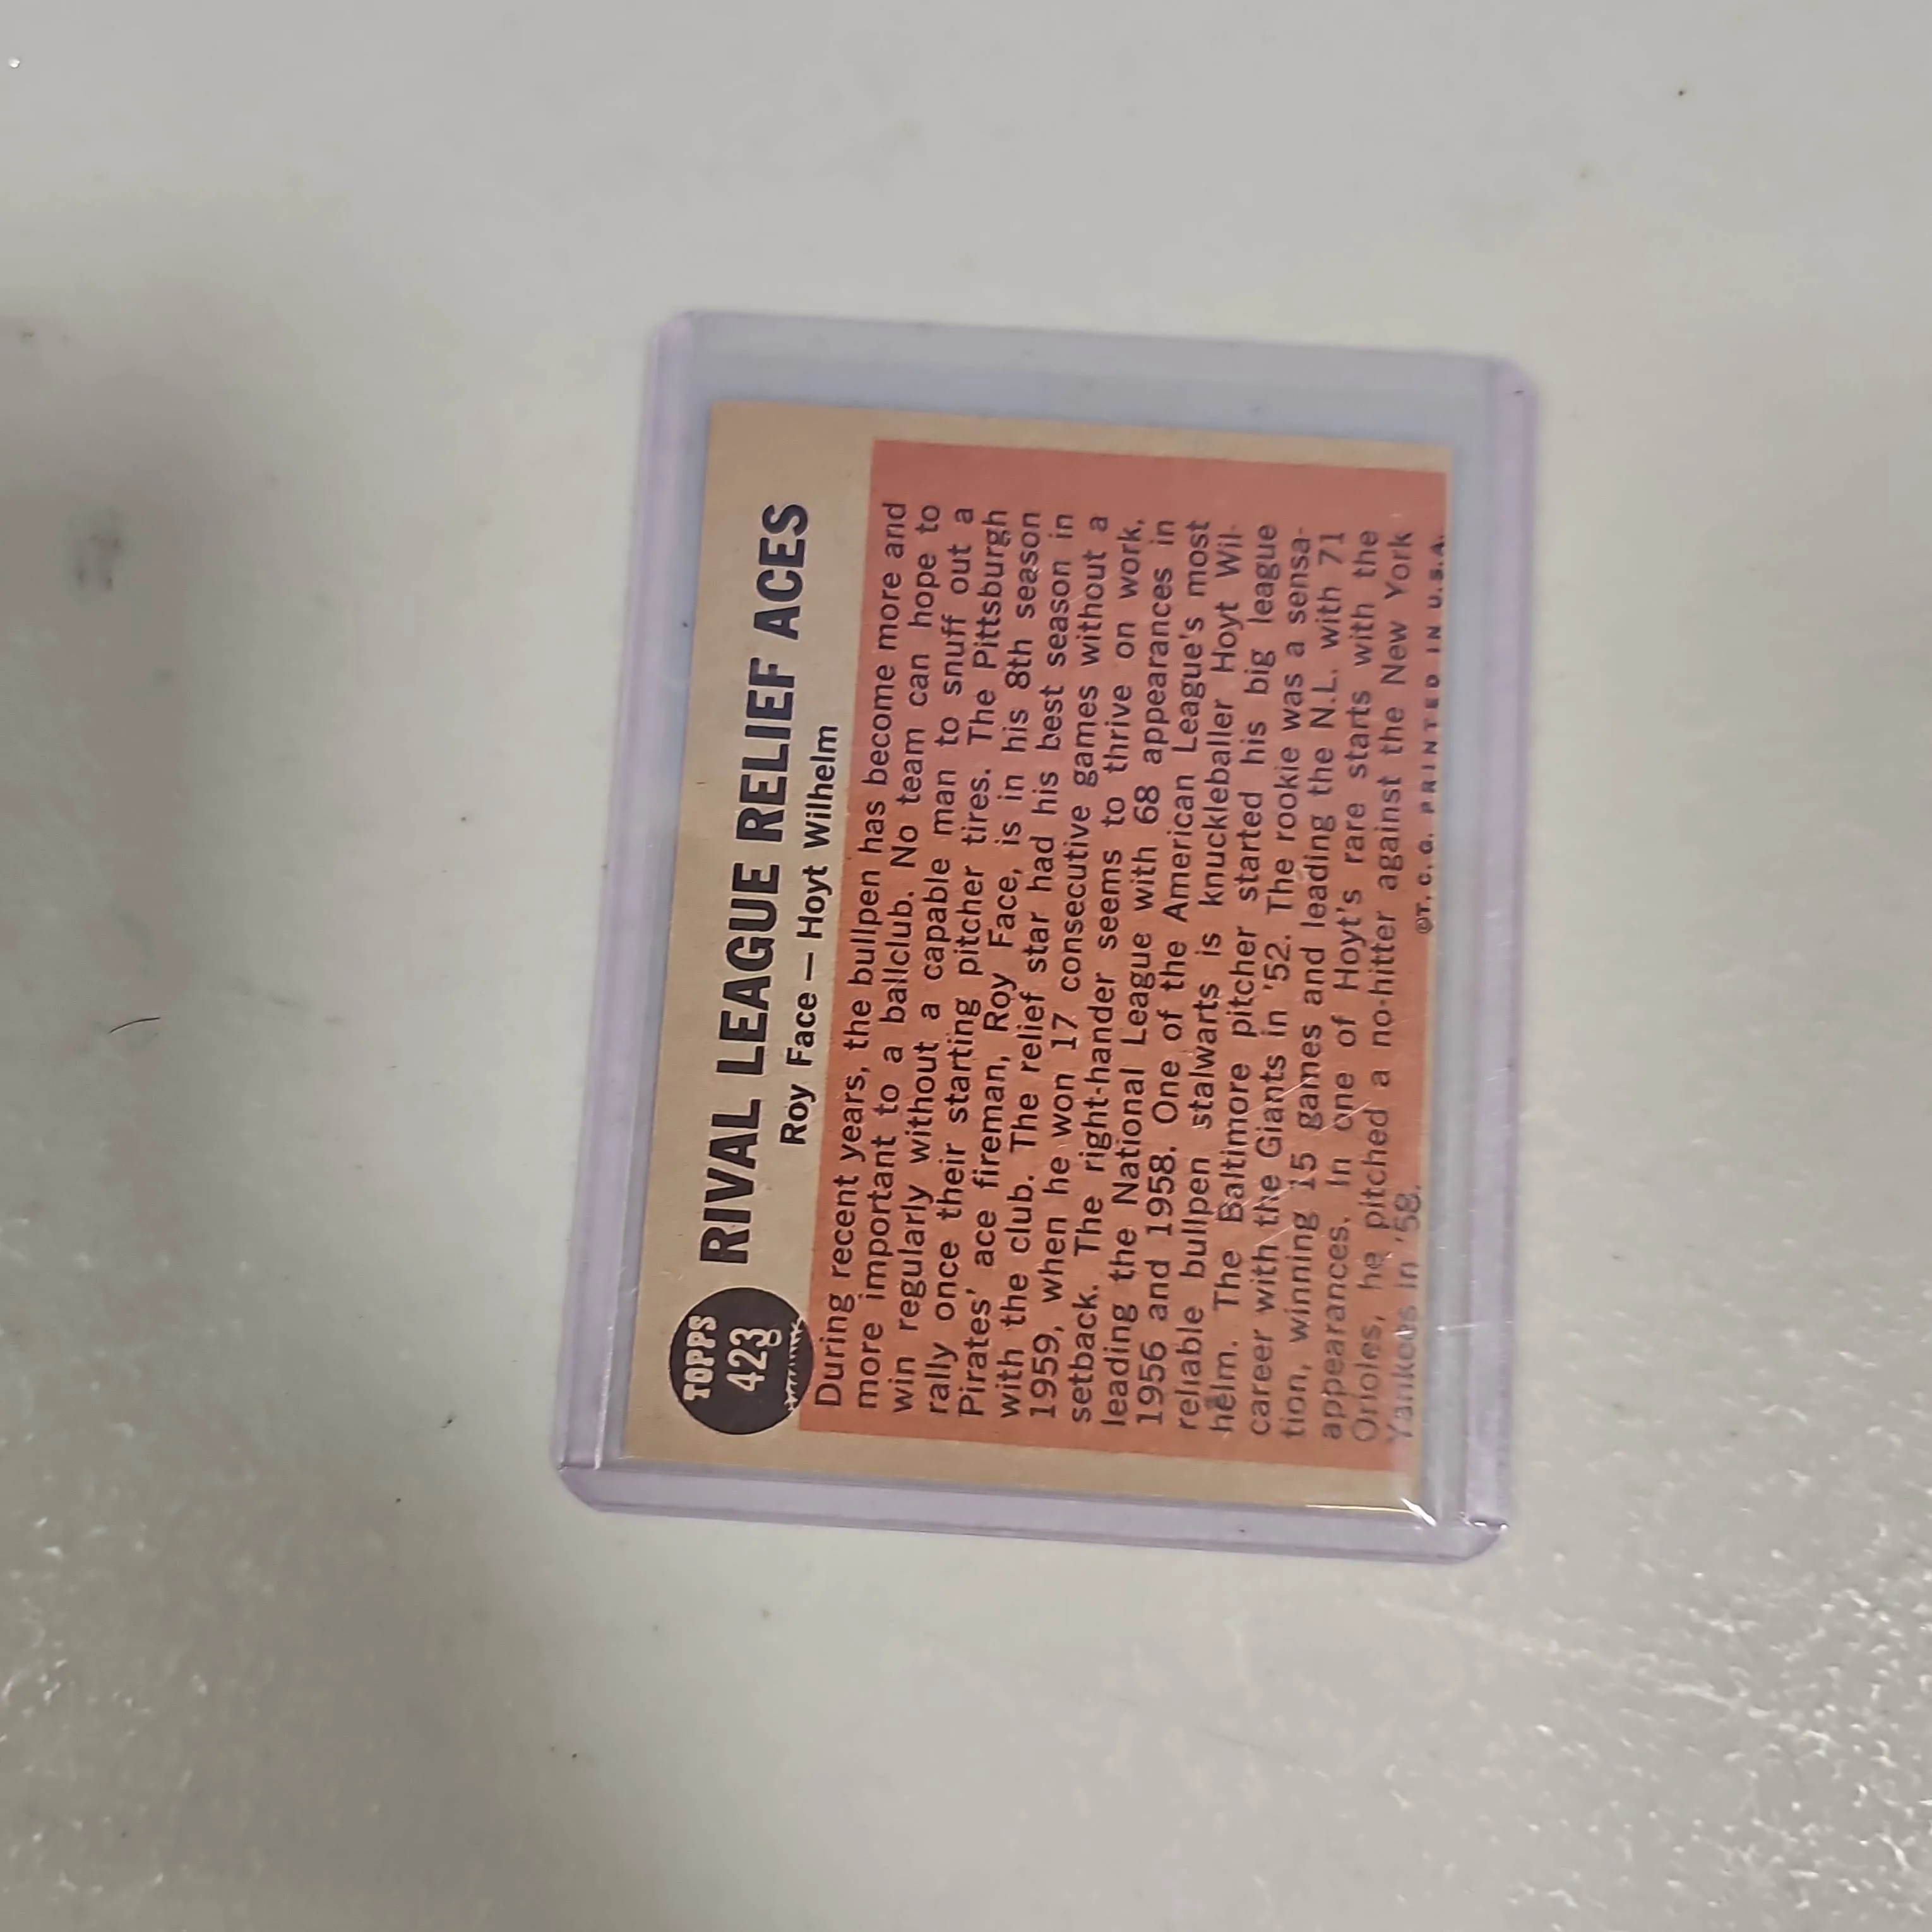 TOPPS
423
RIVAL LEAGUE RELIEF ACES
Roy Face — Hoyt Wilhelm
During recent years, the bullpen has become more and
more important to a ballclub. No team can hope to
win regularly without a capable man to snuff out a
rally once their starting pitcher tires. The Pittsburgh
Pirates' ace fireman, Roy Face, is in his 8th season
with the club. The relief star had his best season in
1959, when he won 17 consecutive games without a
setback. The right-hander seems to thrive on work,
leading the National League with 68 appearances in
1956 and 1958. One of the American League's most
reliable bullpen stalwarts is knuckleballer Hoyt Wil-
helm. The Baltimore pitcher started his big league
career with the Giants in '52. The rookie was a sensa-
tion, winning 15 games and leading the N.L. with 71
appearances. In one of Hoyt's rare starts with the
Orioles, he pitched a no-hitter against the New York
Yankees in '58.
©T.C.G. PRINTED IN U.S.A.